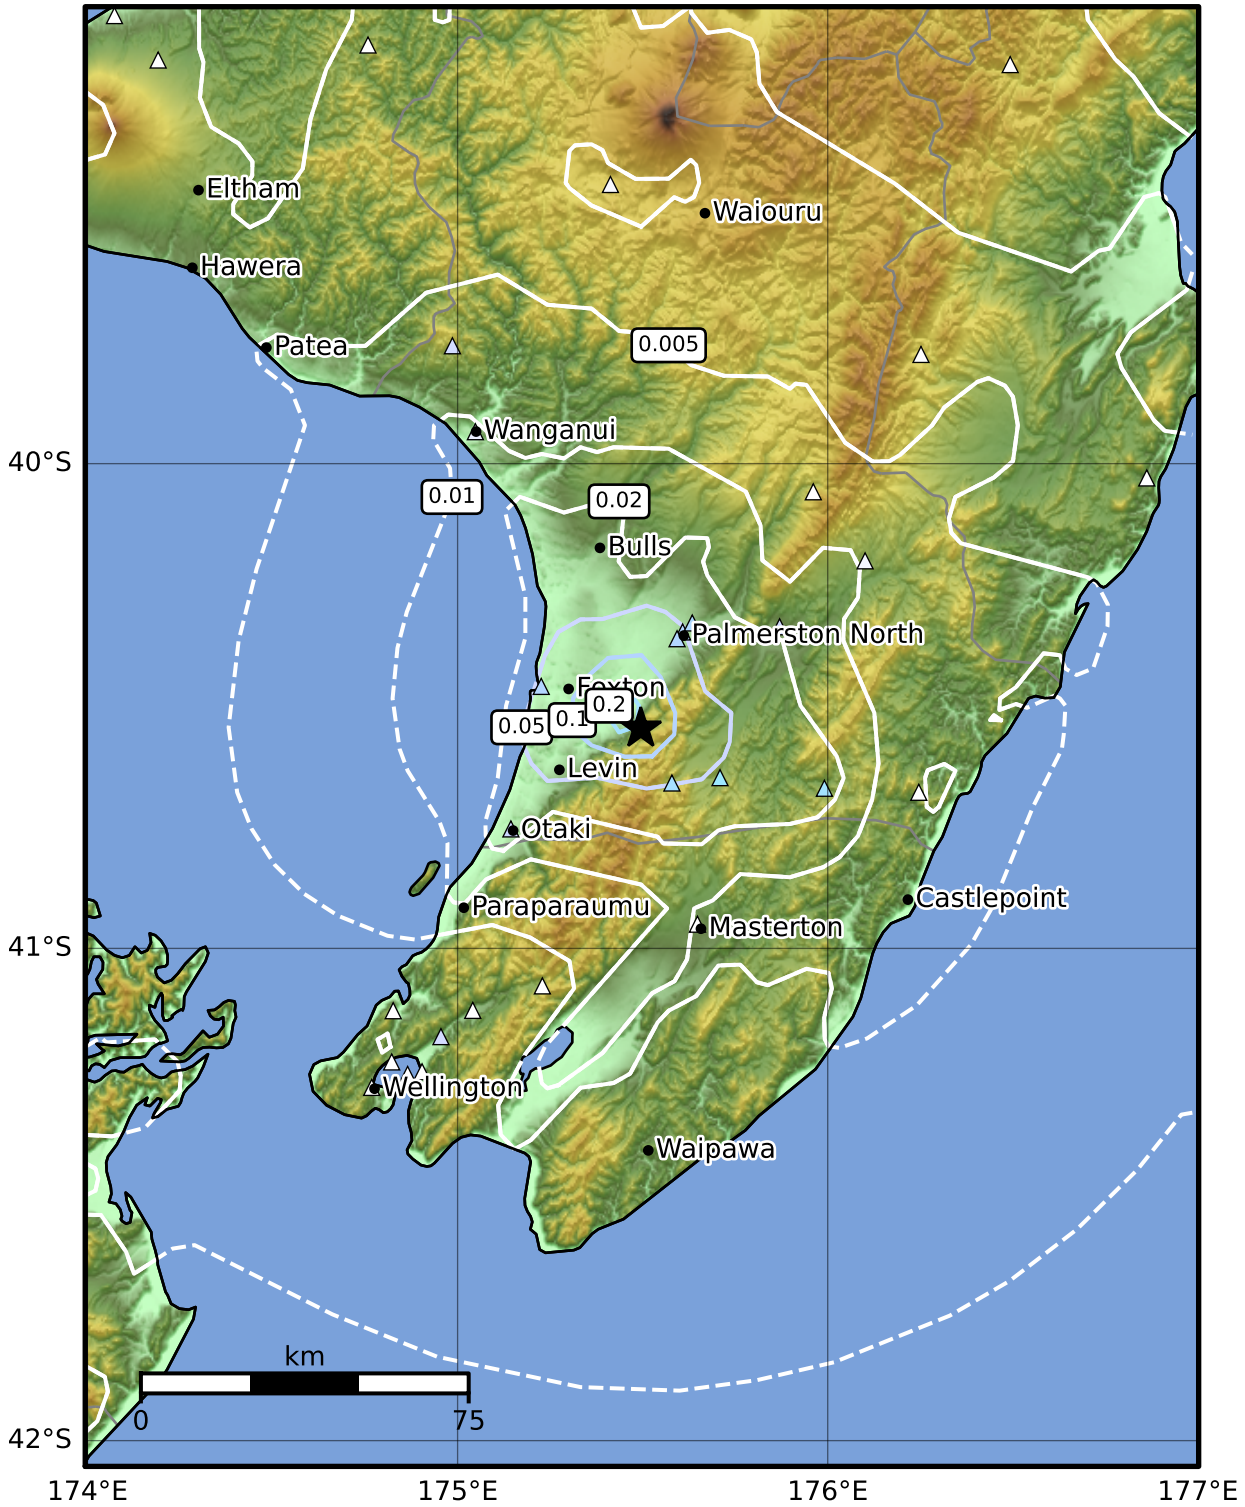 Eltham
Waiouru
Hawera
Patea
0.005
Wanganui
40°S
0.01
0.02
Bulls
Palmerston North
Foxton
0.2
0.1
0.05
Levin
Otaki
Castlepoint
Paraparaumu
Masterton
41°S
Wellington
Waipawa
km
0
75
42°S
174°E
175°E
176°E
177°E